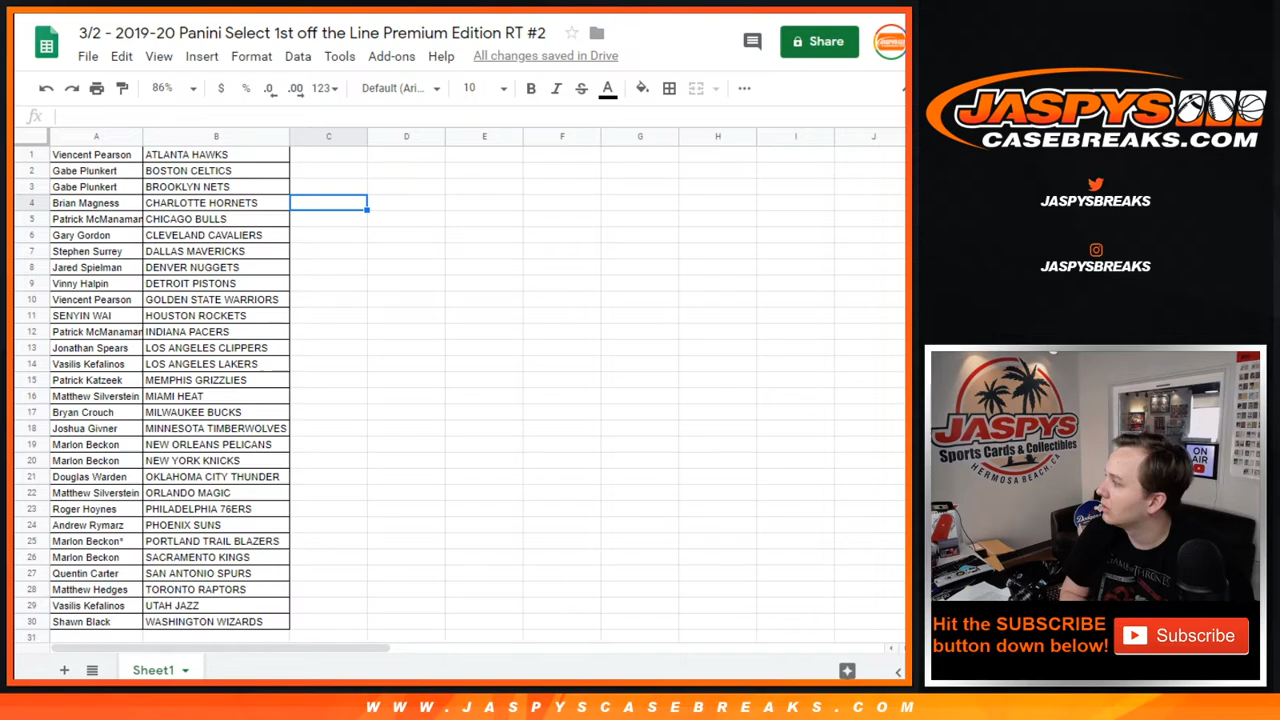 3/2 - 2019-20 Panini Select 1st off the Line Premium Edition RT #2
File Edit View Insert Format Data Tools Add-ons Help All changes saved in Drive
Share
86% $ % .0 .00 123 Default (Ari... 10 B I S A ...
fx
A B C D E F G H I J
1 Viencent Pearson ATLANTA HAWKS
2 Gabe Plunkert BOSTON CELTICS
3 Gabe Plunkert BROOKLYN NETS
4 Brian Magness CHARLOTTE HORNETS
5 Patrick McManaman CHICAGO BULLS
6 Gary Gordon CLEVELAND CAVALIERS
7 Stephen Surrey DALLAS MAVERICKS
8 Jared Spielman DENVER NUGGETS
9 Vinny Halpin DETROIT PISTONS
10 Viencent Pearson GOLDEN STATE WARRIORS
11 SENYIN WAI HOUSTON ROCKETS
12 Patrick McManaman INDIANA PACERS
13 Jonathan Spears LOS ANGELES CLIPPERS
14 Vasilis Kefalinos LOS ANGELES LAKERS
15 Patrick Katzeek MEMPHIS GRIZZLIES
16 Matthew Silverstein MIAMI HEAT
17 Bryan Crouch MILWAUKEE BUCKS
18 Joshua Givner MINNESOTA TIMBERWOLVES
19 Marlon Beckon NEW ORLEANS PELICANS
20 Marlon Beckon NEW YORK KNICKS
21 Douglas Warden OKLAHOMA CITY THUNDER
22 Matthew Silverstein ORLANDO MAGIC
23 Roger Hoynes PHILADELPHIA 76ERS
24 Andrew Rymarz PHOENIX SUNS
25 Marlon Beckon* PORTLAND TRAIL BLAZERS
26 Marlon Beckon SACRAMENTO KINGS
27 Quentin Carter SAN ANTONIO SPURS
28 Matthew Hedges TORONTO RAPTORS
29 Vasilis Kefalinos UTAH JAZZ
30 Shawn Black WASHINGTON WIZARDS
31
Sheet1
JASPYS
CASEBREAKS.COM
JASPYSBREAKS
JASPYSBREAKS
JASPYS
Sports Cards & Collectibles
HERMOSA BEACH, CA
ON
AIR
Dodgers
GAME OF THRONES
Hit the SUBSCRIBE
button down below!
Subscribe
WWW.JASPYSCASEBREAKS.COM